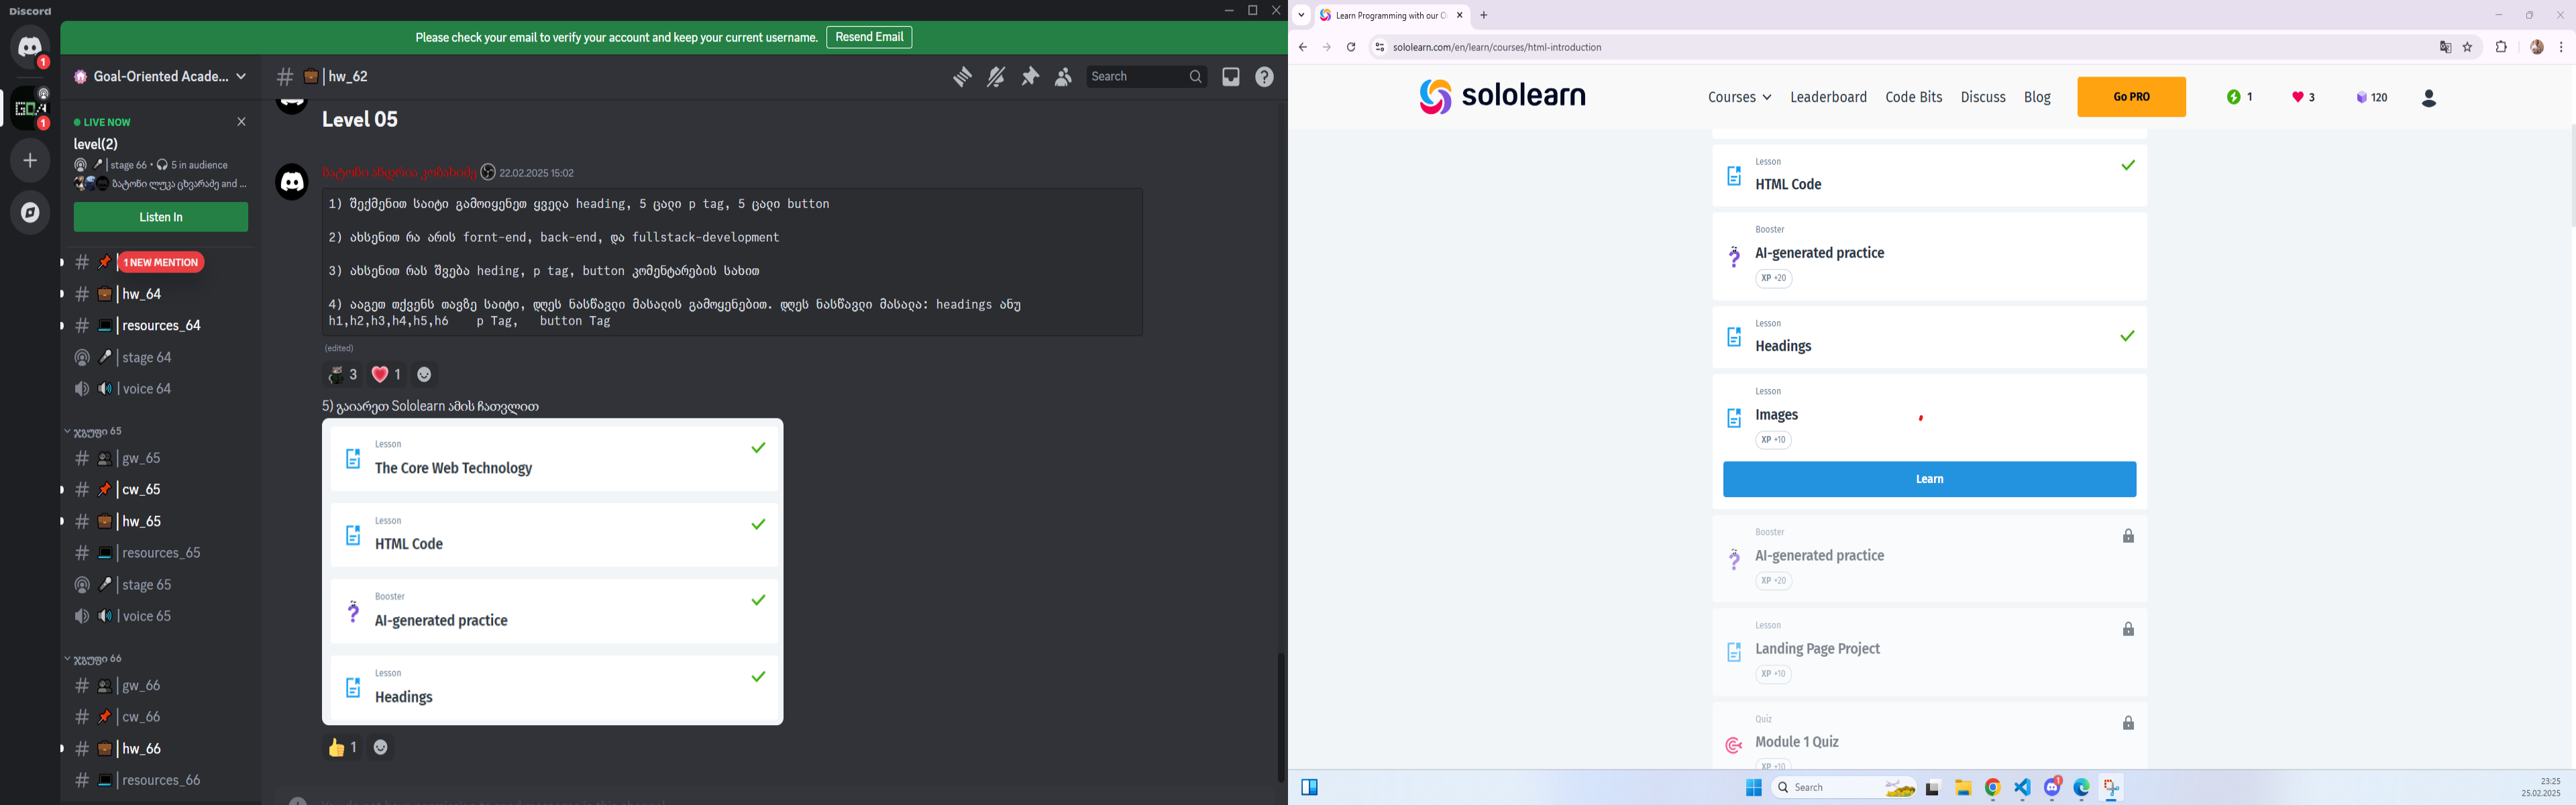 Discord
Please check your email to verify your account and keep your current username.
Resend Email
Goal-Oriented Acade...
hw_62
Search
LIVE NOW
level(2)
stage 66 • 5 in audience
ბატონი ლუკა ცხვარაძე and ...
Listen In
1 NEW MENTION
hw_64
resources_64
stage 64
voice 64
ჯგუფი 65
gw_65
cw_65
hw_65
resources_65
stage 65
voice 65
ჯგუფი 66
gw_66
cw_66
hw_66
resources_66
Level 05
ბატონი ანდრია კობახიძე 22.02.2025 15:02
1) შექმენით საიტი გამოიყენეთ ყველა heading, 5 ცალი p tag, 5 ცალი button
2) ახსენით რა არის fornt-end, back-end, და fullstack-development
3) ახსენით რას შვება heding, p tag, button კომენტარების სახით
4) ააგეთ თქვენს თავზე საიტი, დღეს ნასწავლი მასალის გამოყენებით. დღეს ნასწავლი მასალა: headings ანუ
h1,h2,h3,h4,h5,h6 p Tag, button Tag
(edited)
3 1
5) გაიარეთ Sololearn ამის ჩათვლით
Lesson
The Core Web Technology
Lesson
HTML Code
Booster
AI-generated practice
Lesson
Headings
1
Learn Programming with our O
sololearn.com/en/learn/courses/html-introduction
sololearn
Courses
Leaderboard
Code Bits
Discuss
Blog
Go PRO
1
3
120
Lesson
HTML Code
Booster
AI-generated practice
XP +20
Lesson
Headings
Lesson
Images
XP +10
Learn
Booster
AI-generated practice
XP +20
Lesson
Landing Page Project
XP +10
Quiz
Module 1 Quiz
XP +10
Search
23:25
25.02.2025